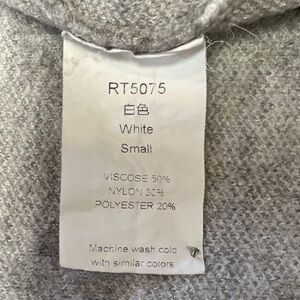 RT5075
白色
White
Small
VISCOSE 50%
NYLON 30%
POLYESTER 20%
Machine wash cold
with similar colors